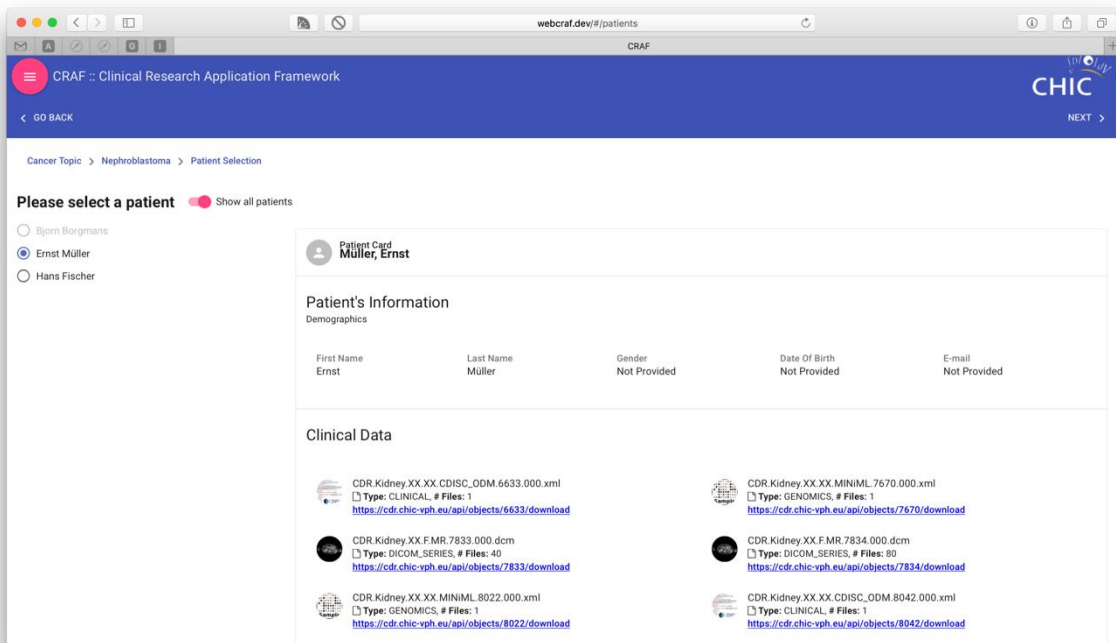 webcraf.dev/#/patients
A
G
I
CRAF
+
CRAF :: Clinical Research Application Framework
CHIC
GO BACK
NEXT
Cancer Topic > Nephroblastoma > Patient Selection
Please select a patient
Show all patients
Bjorn Borgmans
Ernst Müller
Hans Fischer
Patient Card
Müller, Ernst
Patient's Information
Demographics
First Name Last Name Gender Date Of Birth E-mail
Ernst Müller Not Provided Not Provided Not Provided
Clinical Data
CDR.Kidney.XX.XX.CDISC_ODM.6633.000.xml
Type: CLINICAL, # Files: 1
https://cdr.chic-vph.eu/api/objects/6633/download
CDR.Kidney.XX.XX.MINiML.7670.000.xml
Type: GENOMICS, # Files: 1
https://cdr.chic-vph.eu/api/objects/7670/download
CDR.Kidney.XX.F.MR.7833.000.dcm
Type: DICOM_SERIES, # Files: 40
https://cdr.chic-vph.eu/api/objects/7833/download
CDR.Kidney.XX.F.MR.7834.000.dcm
Type: DICOM_SERIES, # Files: 80
https://cdr.chic-vph.eu/api/objects/7834/download
CDR.Kidney.XX.XX.MINiML.8022.000.xml
Type: GENOMICS, # Files: 1
https://cdr.chic-vph.eu/api/objects/8022/download
CDR.Kidney.XX.XX.CDISC_ODM.8042.000.xml
Type: CLINICAL, # Files: 1
https://cdr.chic-vph.eu/api/objects/8042/download